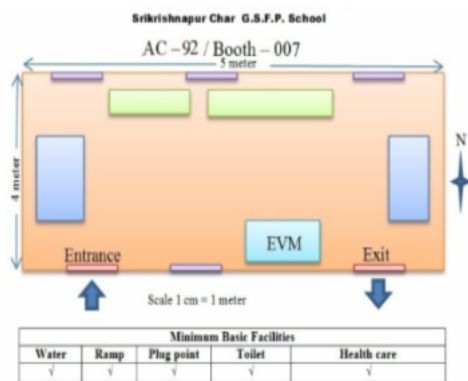 Srikrishnapur Char G.S.F.P. School
AC – 92 / Booth – 007
5 meter
4 meter
N
EVM
Entrance
Exit
Scale 1 cm = 1 meter
Minimum Basic Facilities
Water Ramp Plug point Toilet Health care
√ √ √ √ √